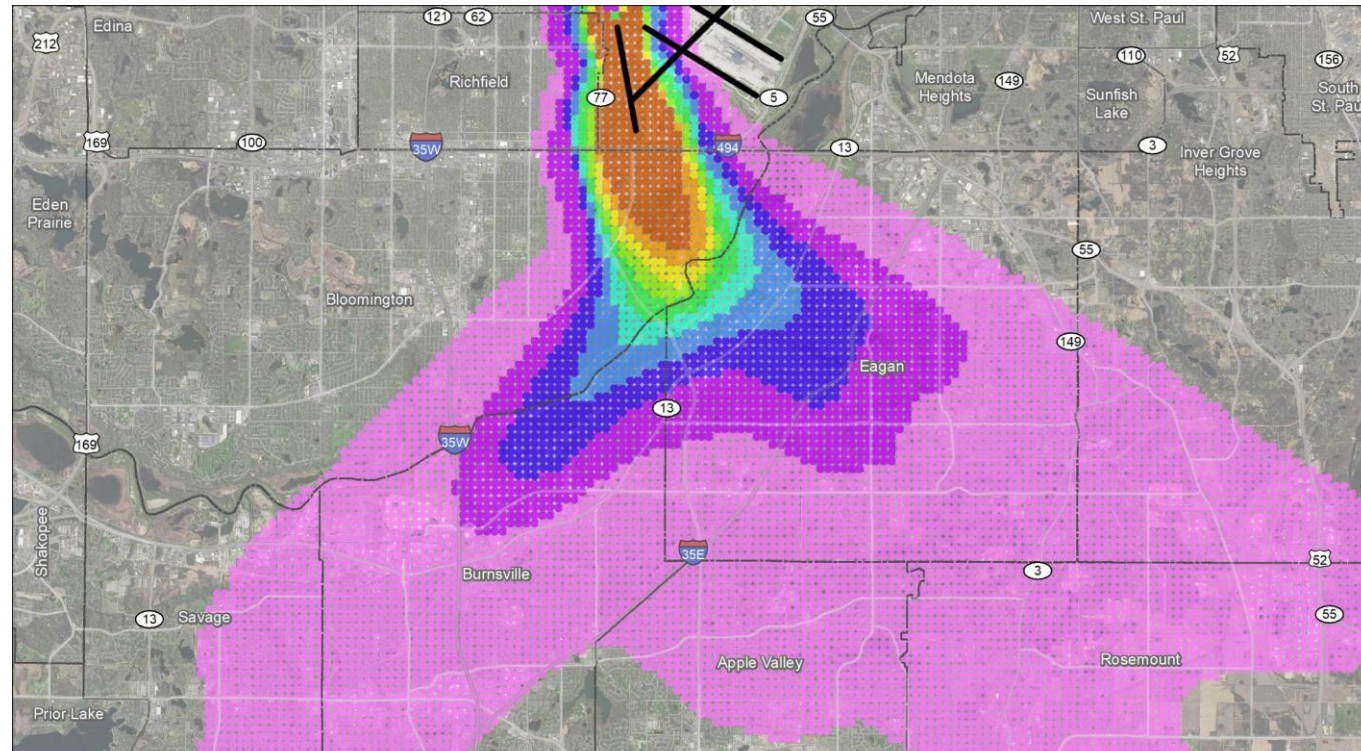 121
62
55
West St. Paul
Edina
212
110
52
156
Richfield
Mendota
Heights
149
Sunfish
Lake
South
St. Pau
77
5
169
100
35W
494
13
3
Inver Grove
Heights
Eden
Prairie
55
Bloomington
149
Eagan
13
169
35W
Shakopee
35E
52
Burnsville
3
13
Savage
55
Apple Valley
Rosemount
Prior Lake